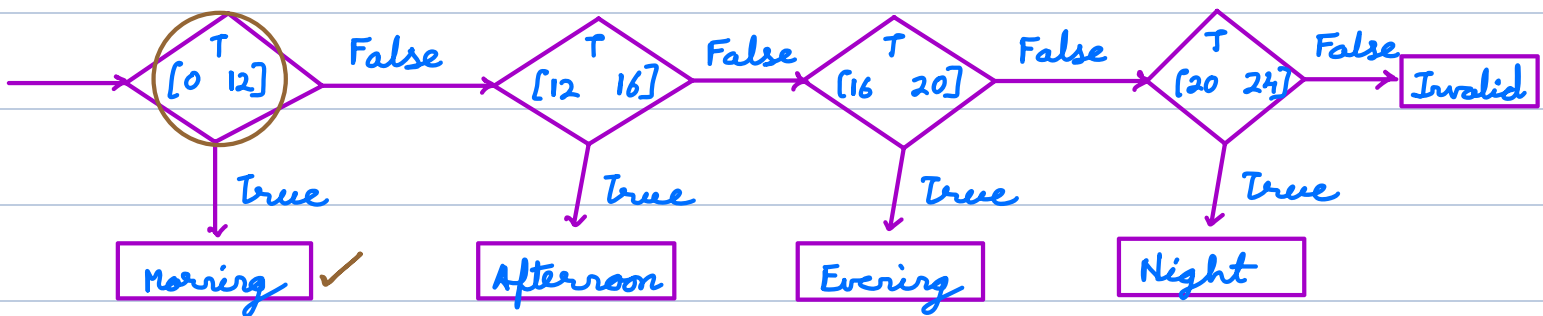 T
[0 12]
False
T
[12 16]
False
T
[16 20]
False
T
[20 24]
False
Invalid
True
True
True
True
Morning
Afternoon
Evening
Night